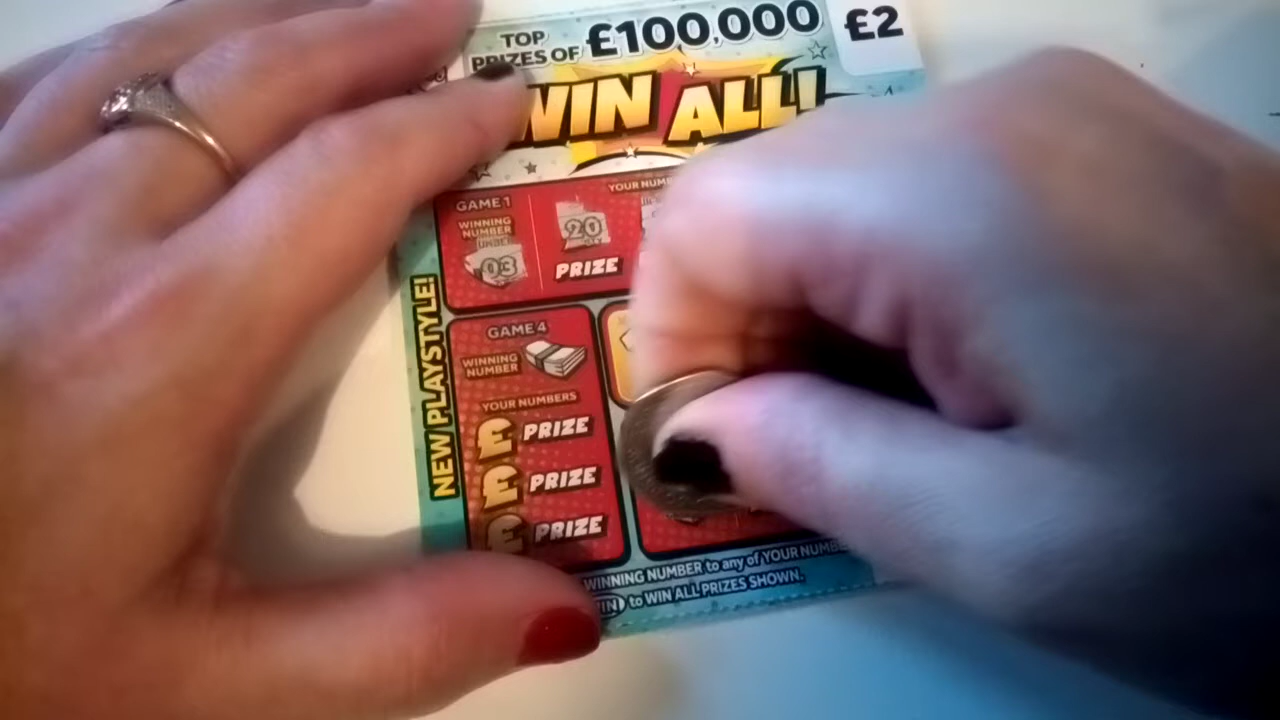 TOP
PRIZES OF £100,000
£2
WIN ALL!
YOUR
GAME 1
WINNING
NUMBER
20
03
PRIZE
NEW PLAYSTYLE!
GAME 4
WINNING
NUMBER
YOUR NUMBERS
£ PRIZE
£ PRIZE
£ PRIZE
WINNING NUMBER to any of YOUR
to WIN ALL PRIZES SHOWN.